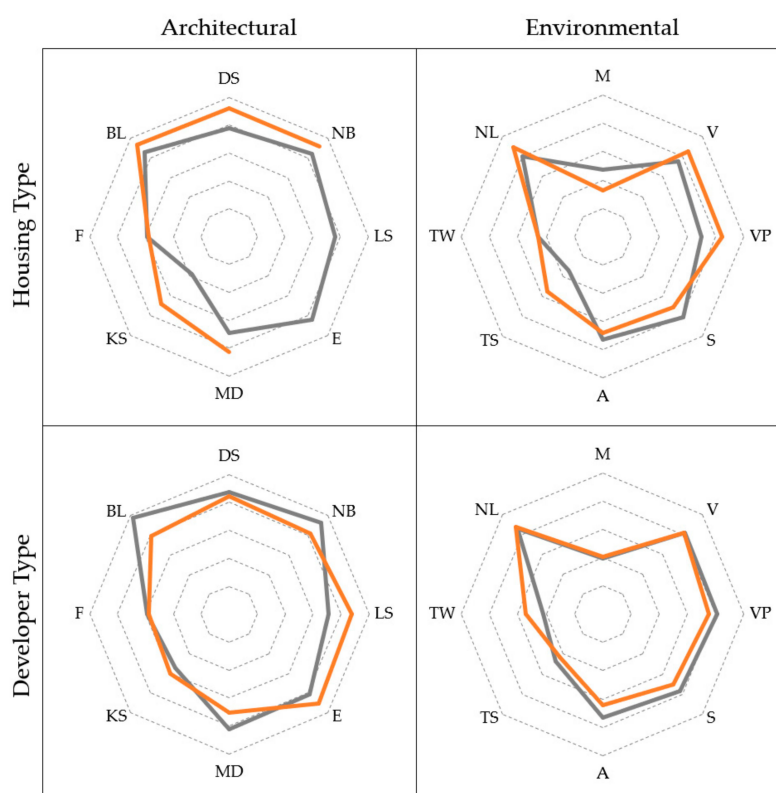 Architectural
Environmental
Housing Type
DS
NB
LS
E
MD
KS
F
BL
M
V
VP
S
A
TS
TW
NL
Developer Type
DS
NB
LS
E
MD
KS
F
BL
M
V
VP
S
A
TS
TW
NL